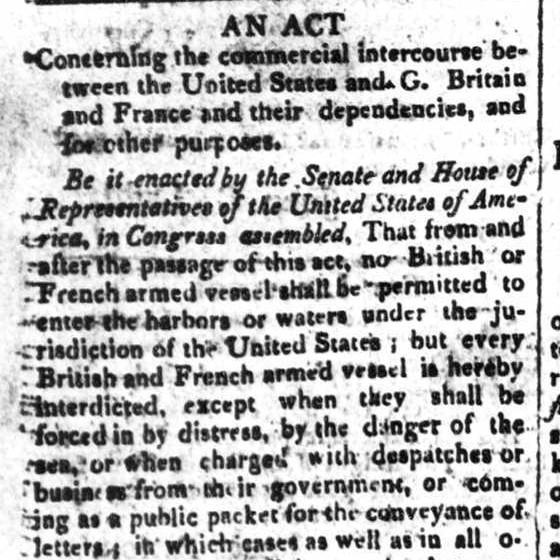 AN ACT
Concerning the commercial intercourse be-
tween the United States and G. Britain
and France and their dependencies, and
for other purposes.
Be it enacted by the Senate and House of
Representatives of the United States of Ame-
rica, in Congress assembled, That from and
after the passage of this act, no British or
French armed vessel shall be permitted to
enter the harbors or waters under the ju-
risdiction of the United States ; but every
British and French armed vessel is hereby
interdicted, except when they shall be
forced in by distress, by the danger of the
sea, or when charged with despatches or
business from their government, or com-
ing as a public packet for the conveyance of
letters ; in which cases as well as in all o-